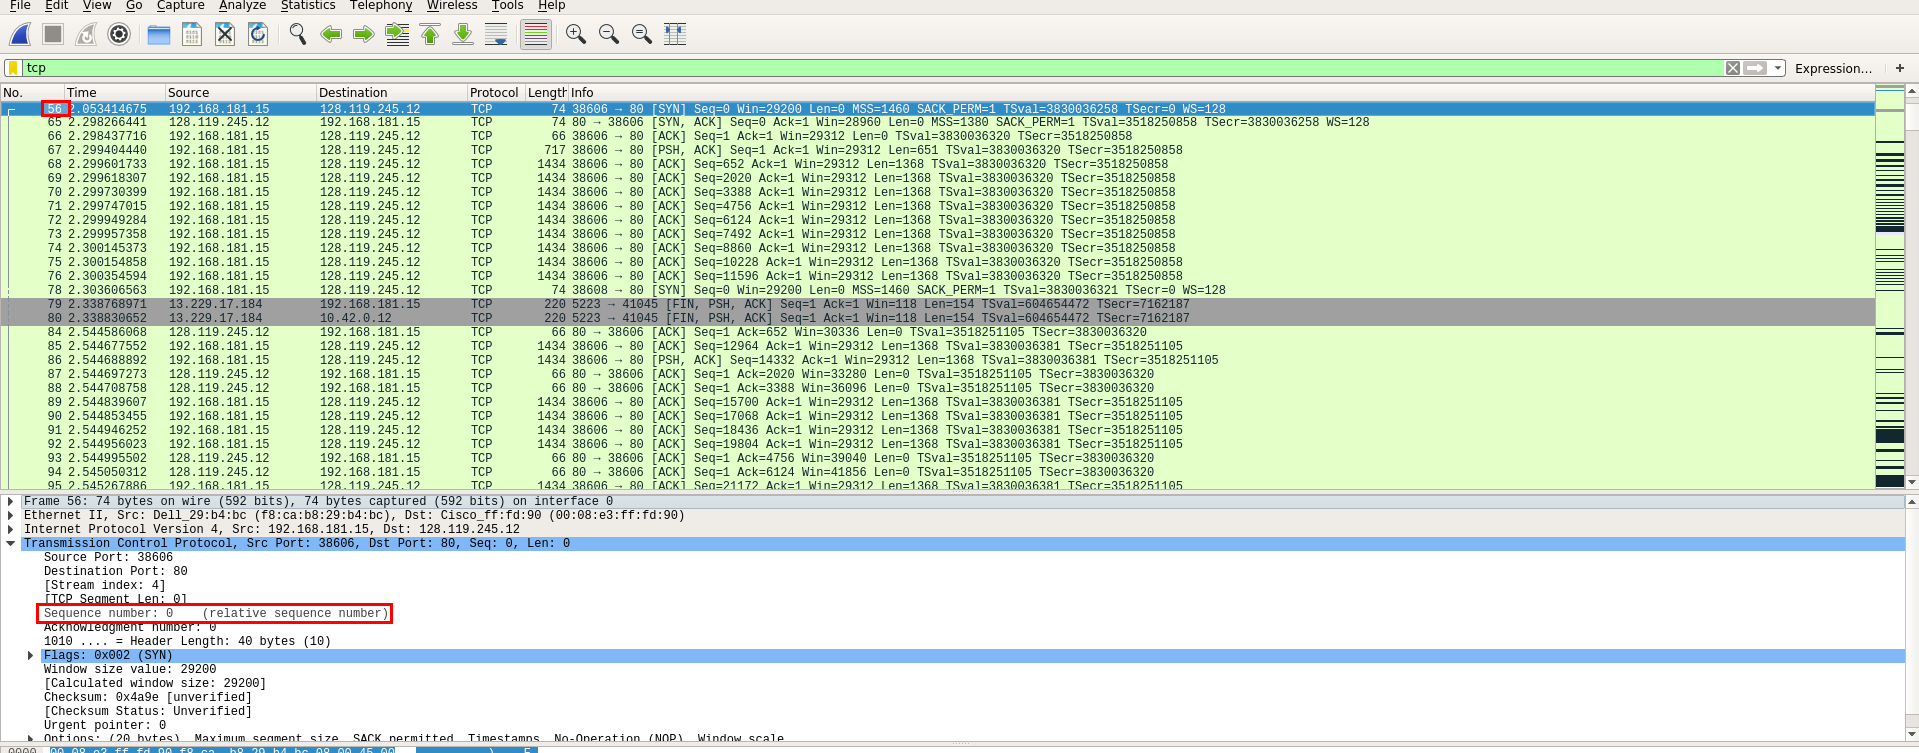 File Edit View Go Capture Analyze Statistics Telephony Wireless Tools Help
tcp Expression… +
No. Time Source Destination Protocol Length Info
56 2.053414675 192.168.181.15 128.119.245.12 TCP 74 38606 → 80 [SYN] Seq=0 Win=29200 Len=0 MSS=1460 SACK_PERM=1 TSval=3830036258 TSecr=0 WS=128
65 2.298266441 128.119.245.12 192.168.181.15 TCP 74 80 → 38606 [SYN, ACK] Seq=0 Ack=1 Win=28960 Len=0 MSS=1380 SACK_PERM=1 TSval=3518250858 TSecr=3830036258 WS=128
66 2.298437716 192.168.181.15 128.119.245.12 TCP 66 38606 → 80 [ACK] Seq=1 Ack=1 Win=29312 Len=0 TSval=3830036320 TSecr=3518250858
67 2.299404440 192.168.181.15 128.119.245.12 TCP 717 38606 → 80 [PSH, ACK] Seq=1 Ack=1 Win=29312 Len=651 TSval=3830036320 TSecr=3518250858
68 2.299601733 192.168.181.15 128.119.245.12 TCP 1434 38606 → 80 [ACK] Seq=652 Ack=1 Win=29312 Len=1368 TSval=3830036320 TSecr=3518250858
69 2.299618307 192.168.181.15 128.119.245.12 TCP 1434 38606 → 80 [ACK] Seq=2020 Ack=1 Win=29312 Len=1368 TSval=3830036320 TSecr=3518250858
70 2.299730399 192.168.181.15 128.119.245.12 TCP 1434 38606 → 80 [ACK] Seq=3388 Ack=1 Win=29312 Len=1368 TSval=3830036320 TSecr=3518250858
71 2.299747015 192.168.181.15 128.119.245.12 TCP 1434 38606 → 80 [ACK] Seq=4756 Ack=1 Win=29312 Len=1368 TSval=3830036320 TSecr=3518250858
72 2.299949284 192.168.181.15 128.119.245.12 TCP 1434 38606 → 80 [ACK] Seq=6124 Ack=1 Win=29312 Len=1368 TSval=3830036320 TSecr=3518250858
73 2.299957358 192.168.181.15 128.119.245.12 TCP 1434 38606 → 80 [ACK] Seq=7492 Ack=1 Win=29312 Len=1368 TSval=3830036320 TSecr=3518250858
74 2.300145373 192.168.181.15 128.119.245.12 TCP 1434 38606 → 80 [ACK] Seq=8860 Ack=1 Win=29312 Len=1368 TSval=3830036320 TSecr=3518250858
75 2.300154858 192.168.181.15 128.119.245.12 TCP 1434 38606 → 80 [ACK] Seq=10228 Ack=1 Win=29312 Len=1368 TSval=3830036320 TSecr=3518250858
76 2.300354594 192.168.181.15 128.119.245.12 TCP 1434 38606 → 80 [ACK] Seq=11596 Ack=1 Win=29312 Len=1368 TSval=3830036320 TSecr=3518250858
78 2.303606563 192.168.181.15 128.119.245.12 TCP 74 38608 → 80 [SYN] Seq=0 Win=29200 Len=0 MSS=1460 SACK_PERM=1 TSval=3830036321 TSecr=0 WS=128
79 2.338768971 13.229.17.184 192.168.181.15 TCP 220 5223 → 41045 [FIN, PSH, ACK] Seq=1 Ack=1 Win=118 Len=154 TSval=604654472 TSecr=7162187
80 2.338830652 13.229.17.184 10.42.0.12 TCP 220 5223 → 41045 [FIN, PSH, ACK] Seq=1 Ack=1 Win=118 Len=154 TSval=604654472 TSecr=7162187
84 2.544586068 128.119.245.12 192.168.181.15 TCP 66 80 → 38606 [ACK] Seq=1 Ack=652 Win=30336 Len=0 TSval=3518251105 TSecr=3830036320
85 2.544677552 192.168.181.15 128.119.245.12 TCP 1434 38606 → 80 [ACK] Seq=12964 Ack=1 Win=29312 Len=1368 TSval=3830036381 TSecr=3518251105
86 2.544688892 192.168.181.15 128.119.245.12 TCP 1434 38606 → 80 [PSH, ACK] Seq=14332 Ack=1 Win=29312 Len=1368 TSval=3830036381 TSecr=3518251105
87 2.544697273 128.119.245.12 192.168.181.15 TCP 66 80 → 38606 [ACK] Seq=1 Ack=2020 Win=33280 Len=0 TSval=3518251105 TSecr=3830036320
88 2.544708758 128.119.245.12 192.168.181.15 TCP 66 80 → 38606 [ACK] Seq=1 Ack=3388 Win=36096 Len=0 TSval=3518251105 TSecr=3830036320
89 2.544839607 192.168.181.15 128.119.245.12 TCP 1434 38606 → 80 [ACK] Seq=15700 Ack=1 Win=29312 Len=1368 TSval=3830036381 TSecr=3518251105
90 2.544853455 192.168.181.15 128.119.245.12 TCP 1434 38606 → 80 [ACK] Seq=17068 Ack=1 Win=29312 Len=1368 TSval=3830036381 TSecr=3518251105
91 2.544946252 192.168.181.15 128.119.245.12 TCP 1434 38606 → 80 [ACK] Seq=18436 Ack=1 Win=29312 Len=1368 TSval=3830036381 TSecr=3518251105
92 2.544956023 192.168.181.15 128.119.245.12 TCP 1434 38606 → 80 [ACK] Seq=19804 Ack=1 Win=29312 Len=1368 TSval=3830036381 TSecr=3518251105
93 2.544995502 128.119.245.12 192.168.181.15 TCP 66 80 → 38606 [ACK] Seq=1 Ack=4756 Win=39040 Len=0 TSval=3518251105 TSecr=3830036320
94 2.545050312 128.119.245.12 192.168.181.15 TCP 66 80 → 38606 [ACK] Seq=1 Ack=6124 Win=41856 Len=0 TSval=3518251105 TSecr=3830036320
95 2.545267886 192.168.181.15 128.119.245.12 TCP 1434 38606 → 80 [ACK] Seq=21172 Ack=1 Win=29312 Len=1368 TSval=3830036381 TSecr=3518251105
Frame 56: 74 bytes on wire (592 bits), 74 bytes captured (592 bits) on interface 0
Ethernet II, Src: Dell_29:b4:bc (f8:ca:b8:29:b4:bc), Dst: Cisco_ff:fd:90 (00:08:e3:ff:fd:90)
Internet Protocol Version 4, Src: 192.168.181.15, Dst: 128.119.245.12
Transmission Control Protocol, Src Port: 38606, Dst Port: 80, Seq: 0, Len: 0
Source Port: 38606
Destination Port: 80
[Stream index: 4]
[TCP Segment Len: 0]
Sequence number: 0 (relative sequence number)
Acknowledgment number: 0
1010 .... = Header Length: 40 bytes (10)
Flags: 0x002 (SYN)
Window size value: 29200
[Calculated window size: 29200]
Checksum: 0x4a9e [unverified]
[Checksum Status: Unverified]
Urgent pointer: 0
Options: (20 bytes), Maximum segment size, SACK permitted, Timestamps, No-Operation (NOP), Window scale
0000 00 08 e3 ff fd 90 f8 ca b8 29 b4 bc 08 00 45 00